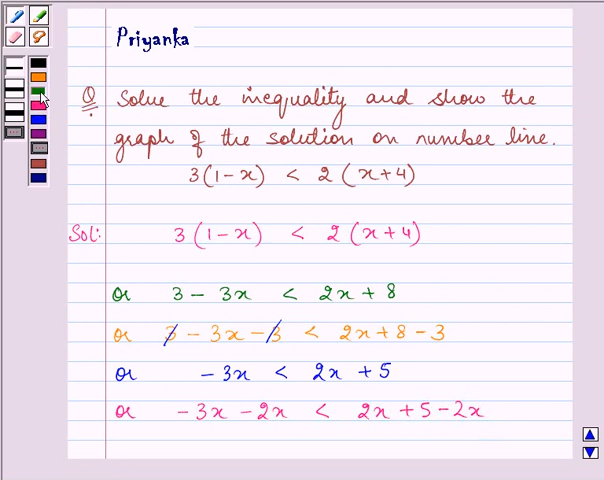 Priyanka
Q Solve the inequality and show the
graph of the solution on number line.
3(1-x) < 2(x+4)
Sol: 3(1-x) < 2(x+4)
or 3 - 3x < 2x + 8
or 3 - 3x - 3 < 2x + 8 - 3
or - 3x < 2x + 5
or - 3x - 2x < 2x + 5 - 2x